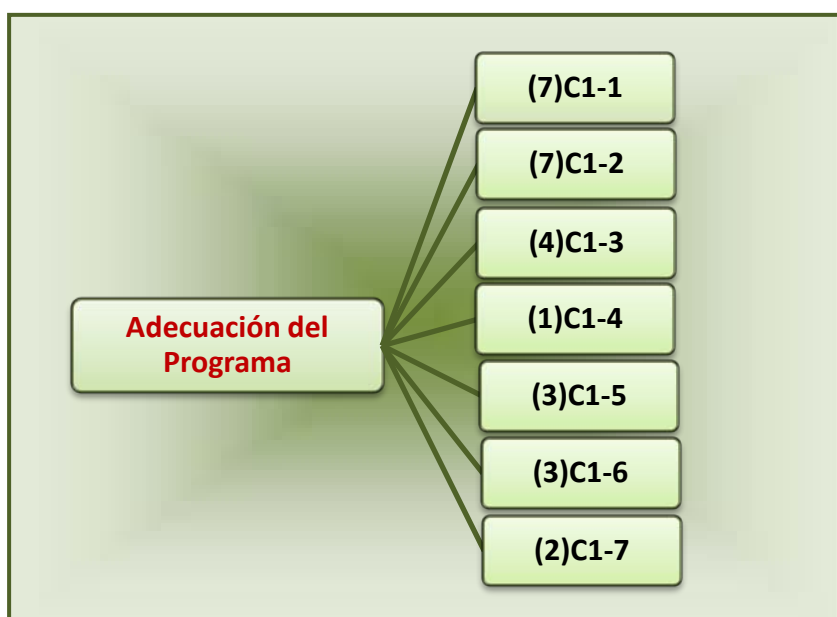 (7)C1-1
(7)C1-2
(4)C1-3
(1)C1-4
Adecuación del
Programa
(3)C1-5
(3)C1-6
(2)C1-7